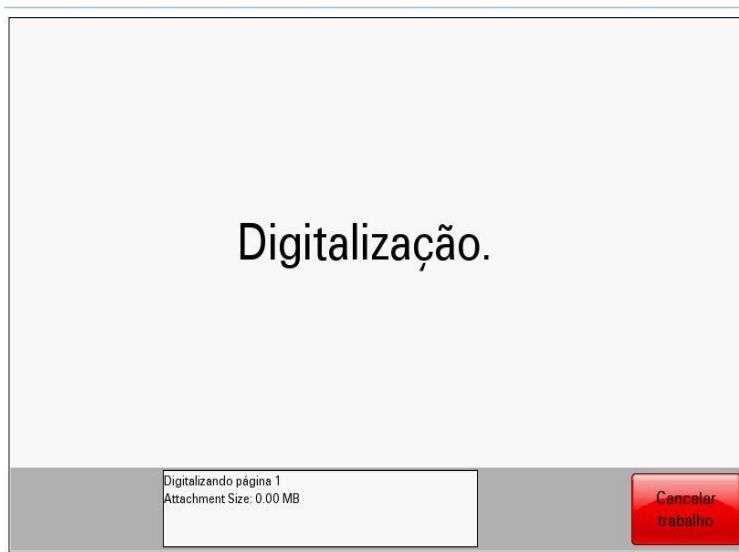 Digitalização.
Digitalizando página 1
Attachment Size: 0.00 MB
Cancelar
trabalho